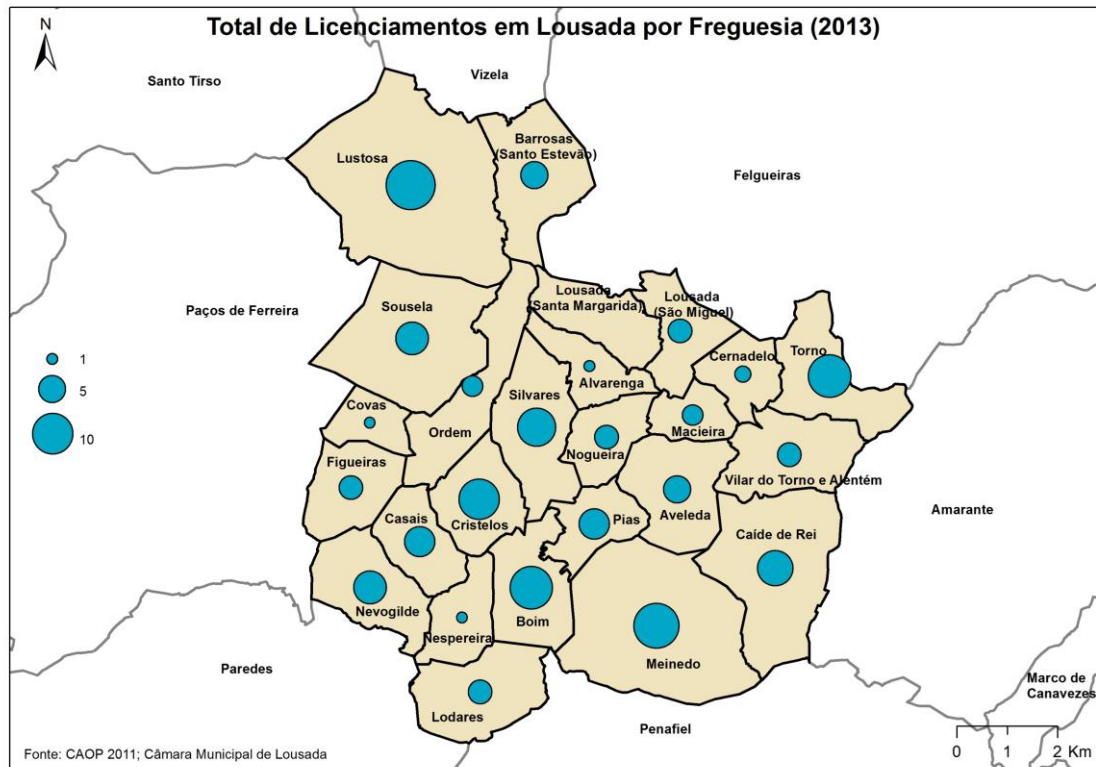 Total de Licenciamentos em Lousada por Freguesia (2013)
N
Santo Tirso
Vizela
Barrosas
(Santo Estevão)
Lustosa
Felgueiras
Lousada
(Santa Margarida)
Lousada
(São Miguel)
Paços de Ferreira
Sousela
Cernadelo
Torno
1
5
10
Alvarenga
Silvares
Covas
Ordem
Macieira
Nogueira
Figueiras
Vilar do Torno e Alentém
Casais
Cristelos
Pias
Aveleda
Amarante
Caíde de Rei
Nevogilde
Nespereira
Boim
Meinedo
Paredes
Marco de
Canavezes
Lodares
Penafiel
Fonte: CAOP 2011; Câmara Municipal de Lousada
0 1 2 Km